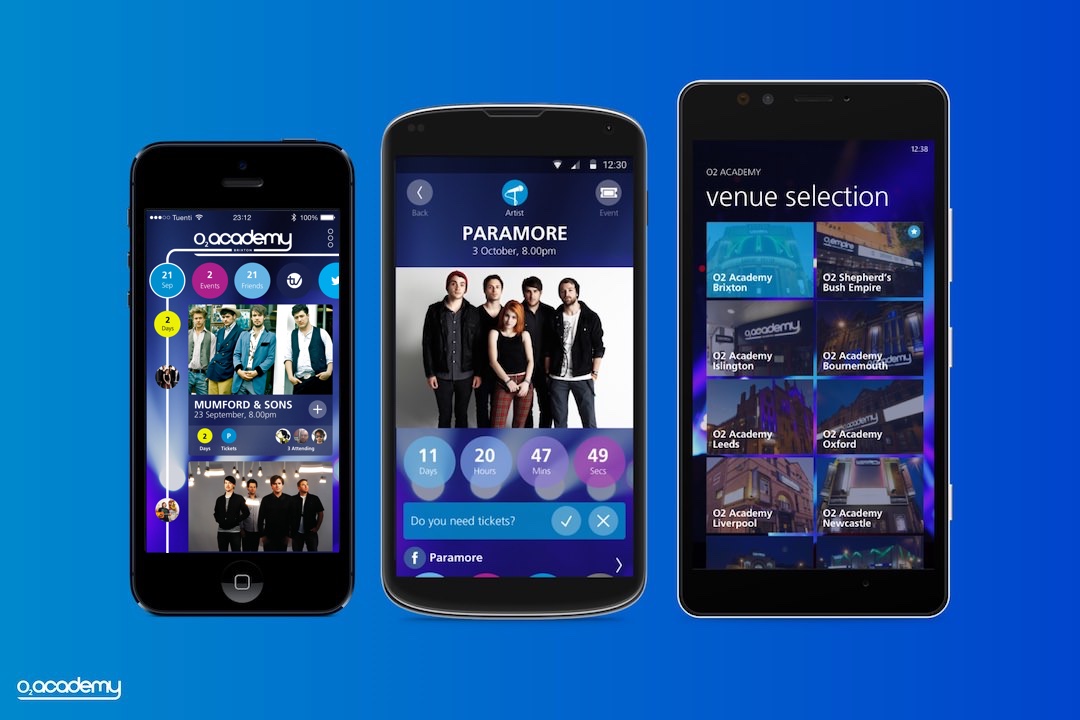 Tuenti 23:12 100%
O2academy
BRIXTON
21 Sep
2 Events
21 Friends
2 Days
MUMFORD & SONS
23 September, 8.00pm
2 P
Days Tickets 3 Attending
12:30
Back Artist Event
PARAMORE
3 October, 8.00pm
11 20 47 49
Days Hours Mins Secs
Do you need tickets?
f Paramore
12:38
O2 ACADEMY
venue selection
O2 Academy Brixton
empire
O2 Shepherd's Bush Empire
O2academy
O2 Academy Islington
academy
O2 Academy Bournemouth
O2 Academy Leeds
O2 Academy Oxford
O2 Academy Liverpool
O2 Academy Newcastle
O2academy